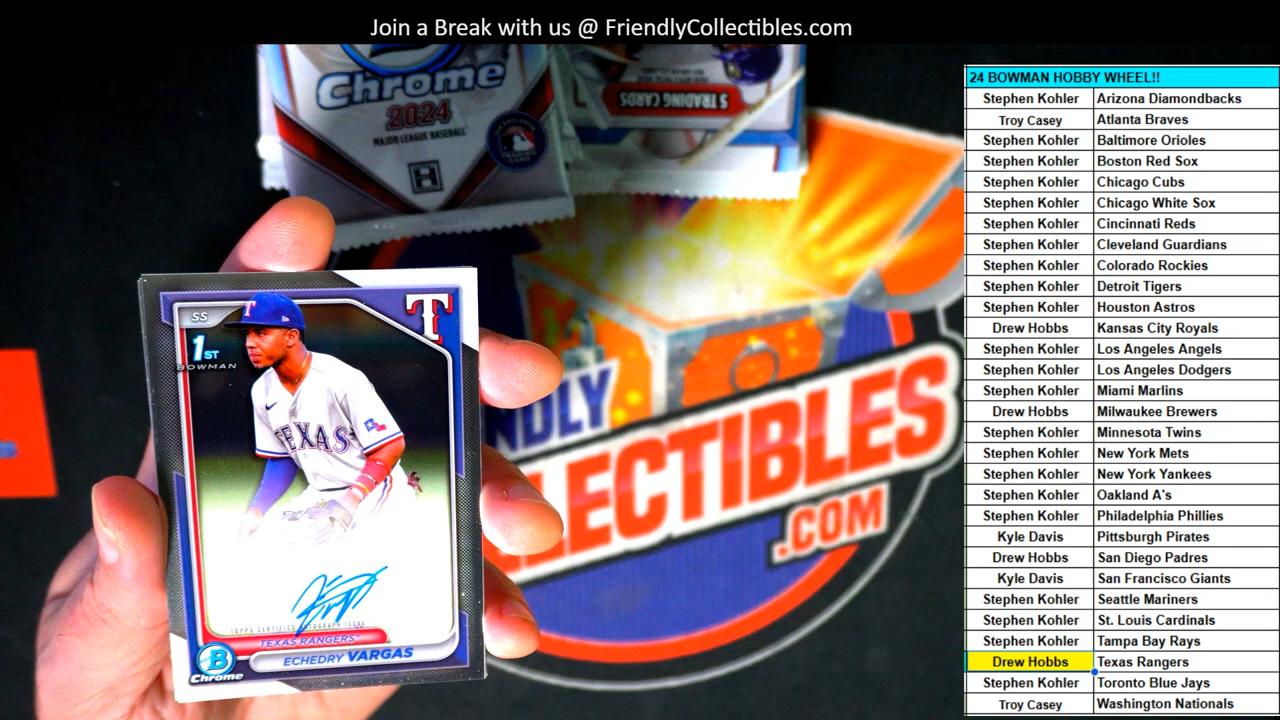 Join a Break with us @ FriendlyCollectibles.com
Chrome
2024
MAJOR LEAGUE BASEBALL
THE EXCLUSIVE
TRADING CARD
H
5 TRADING CARDS
SS
1ST
BOWMAN
T
TEXAS
TOPPS CERTIFIED AUTOGRAPH ISSUE
TEXAS RANGERS
ECHEDRY VARGAS
B
Chrome
NDLY
LECTIBLES
.COM
24 BOWMAN HOBBY WHEEL!!
Stephen Kohler Arizona Diamondbacks
Troy Casey Atlanta Braves
Stephen Kohler Baltimore Orioles
Stephen Kohler Boston Red Sox
Stephen Kohler Chicago Cubs
Stephen Kohler Chicago White Sox
Stephen Kohler Cincinnati Reds
Stephen Kohler Cleveland Guardians
Stephen Kohler Colorado Rockies
Stephen Kohler Detroit Tigers
Stephen Kohler Houston Astros
Drew Hobbs Kansas City Royals
Stephen Kohler Los Angeles Angels
Stephen Kohler Los Angeles Dodgers
Stephen Kohler Miami Marlins
Drew Hobbs Milwaukee Brewers
Stephen Kohler Minnesota Twins
Stephen Kohler New York Mets
Stephen Kohler New York Yankees
Stephen Kohler Oakland A's
Stephen Kohler Philadelphia Phillies
Kyle Davis Pittsburgh Pirates
Drew Hobbs San Diego Padres
Kyle Davis San Francisco Giants
Stephen Kohler Seattle Mariners
Stephen Kohler St. Louis Cardinals
Stephen Kohler Tampa Bay Rays
Drew Hobbs Texas Rangers
Stephen Kohler Toronto Blue Jays
Troy Casey Washington Nationals